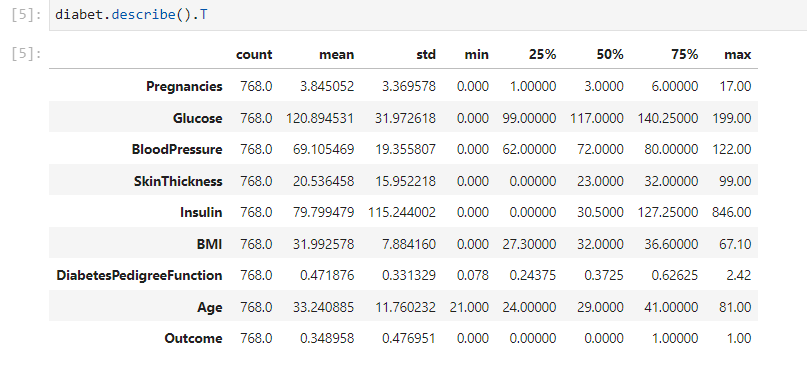 [5]: diabet.describe().T
[5]:
count mean std min 25% 50% 75% max
Pregnancies 768.0 3.845052 3.369578 0.000 1.00000 3.0000 6.00000 17.00
Glucose 768.0 120.894531 31.972618 0.000 99.00000 117.0000 140.25000 199.00
BloodPressure 768.0 69.105469 19.355807 0.000 62.00000 72.0000 80.00000 122.00
SkinThickness 768.0 20.536458 15.952218 0.000 0.00000 23.0000 32.00000 99.00
Insulin 768.0 79.799479 115.244002 0.000 0.00000 30.5000 127.25000 846.00
BMI 768.0 31.992578 7.884160 0.000 27.30000 32.0000 36.60000 67.10
DiabetesPedigreeFunction 768.0 0.471876 0.331329 0.078 0.24375 0.3725 0.62625 2.42
Age 768.0 33.240885 11.760232 21.000 24.00000 29.0000 41.00000 81.00
Outcome 768.0 0.348958 0.476951 0.000 0.00000 0.0000 1.00000 1.00